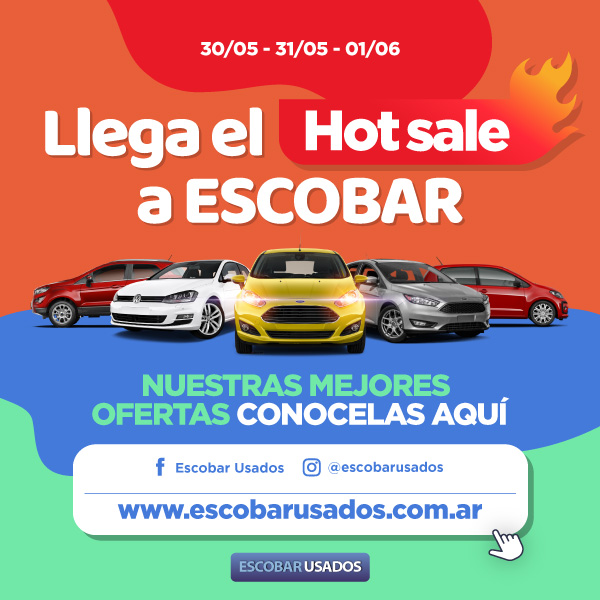 30/05 - 31/05 - 01/06
Llega el Hot sale
a ESCOBAR
NUESTRAS MEJORES
OFERTAS CONOCELAS AQUÍ
Escobar Usados @escobarusados
www.escobarusados.com.ar
ESCOBAR USADOS